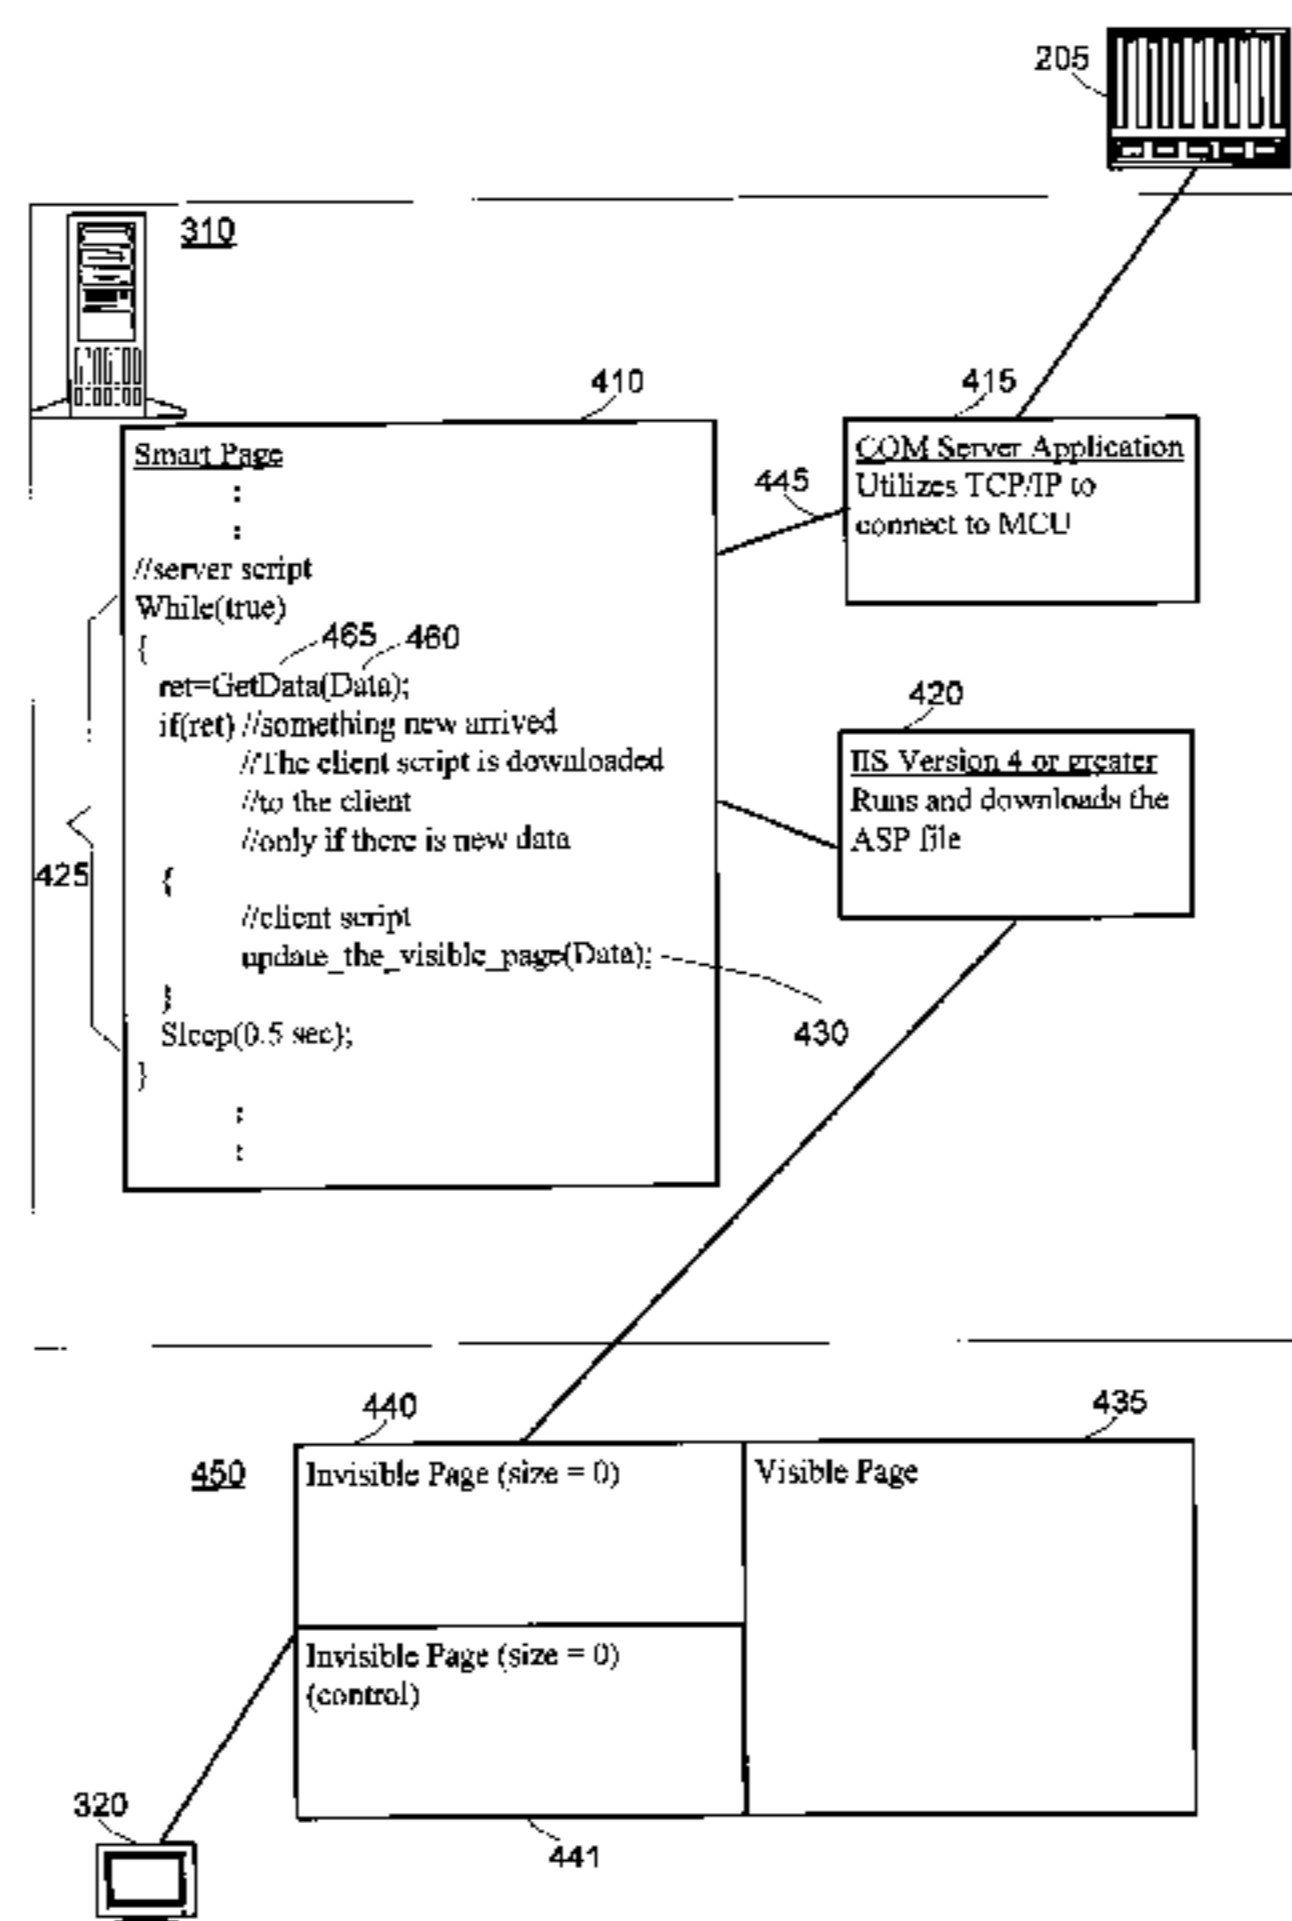 205
310
410
415
Smart Page
:
:
//server script
While(true)
{
465
460
ret=GetData(Data);
if(ret) //something new arrived
//The client script is downloaded
//to the client
//only if there is new data
{
//client script
update_the_visible_page(Data);
}
Sleep(0.5 sec);
}
:
:
425
430
445
COM Server Application
Utilizes TCP/IP to
connect to MCU
420
IIS Version 4 or greater
Runs and downloads the
ASP file
440
435
450
Invisible Page (size = 0)
Visible Page
Invisible Page (size = 0)
(control)
320
441